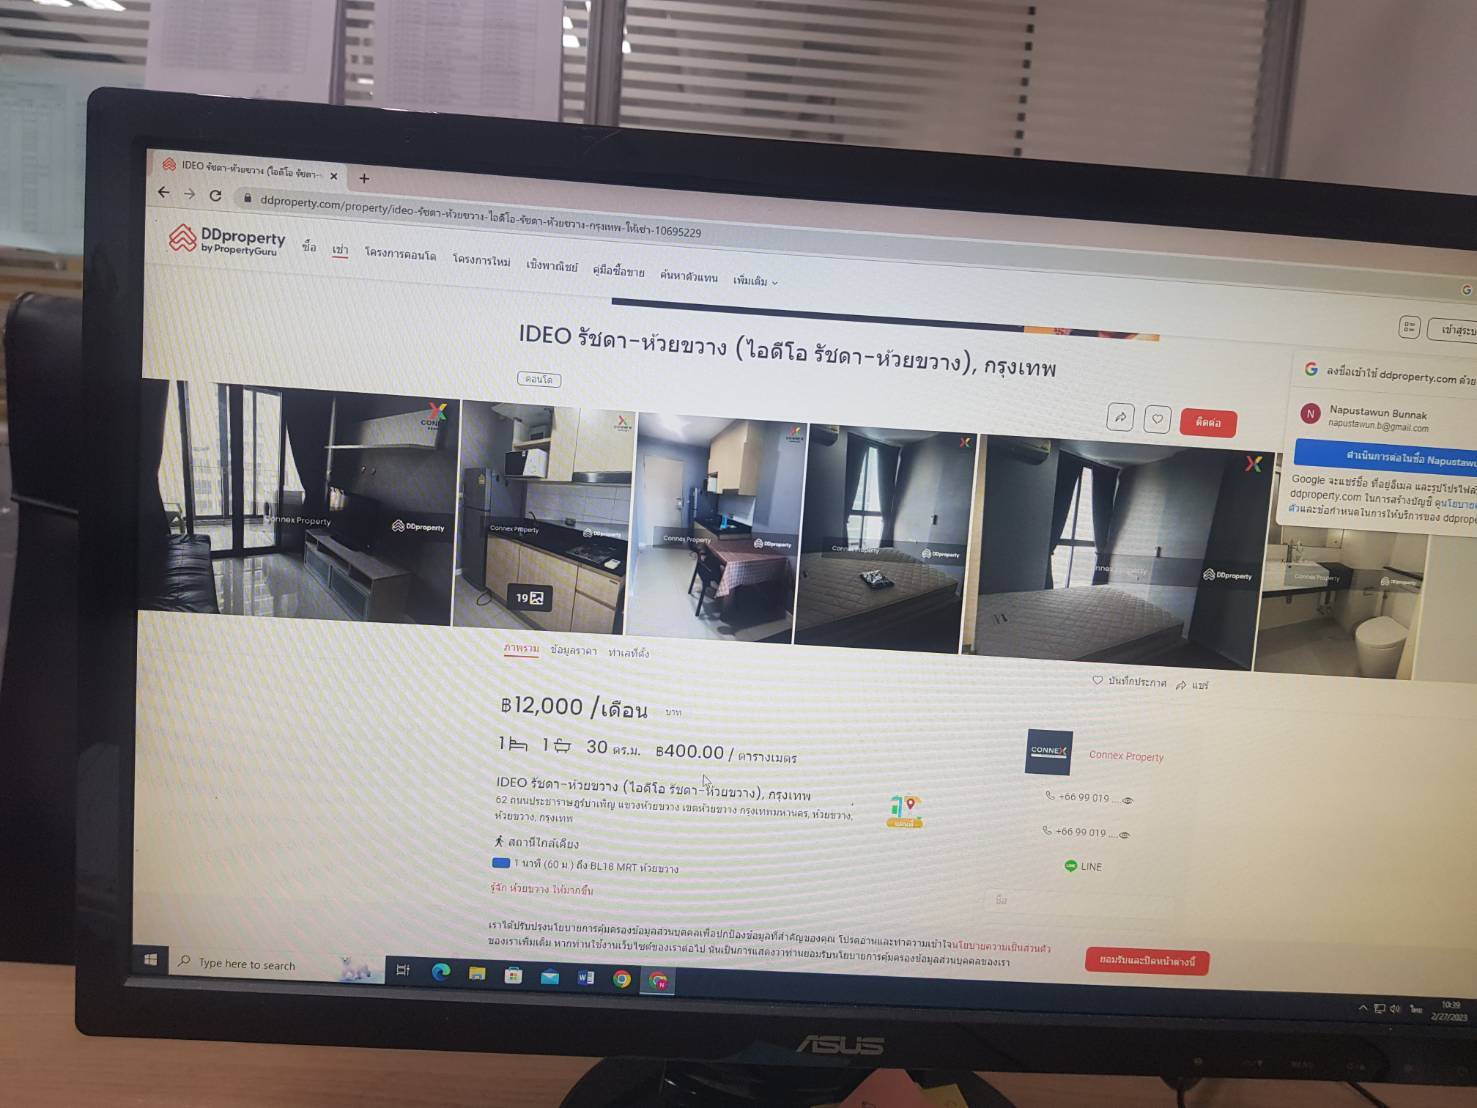 IDEO รัชดา-ห้วยขวาง (ไอดีโอ รัชดา-
ddproperty.com/property/ideo-รัชดา-ห้วยขวาง-ไอดีโอ-รัชดา-ห้วยขวาง-กรุงเทพ-ให้เช่า-10695229
DDproperty
by PropertyGuru
ซื้อ เช่า โครงการคอนโด โครงการใหม่ เชิงพาณิชย์ คู่มือซื้อขาย ค้นหาตัวแทน เพิ่มเติม
เข้าสู่ระบ
IDEO รัชดา-ห้วยขวาง (ไอดีโอ รัชดา-ห้วยขวาง), กรุงเทพ
คอนโด
ติดต่อ
ลงชื่อเข้าใช้ ddproperty.com ด้วย
N
Napustawun Bunnak
napustawun.b@gmail.com
ดำเนินการต่อในชื่อ Napustawu
Google จะแชร์ชื่อ ที่อยู่อีเมล และรูปโปรไฟล์
ddproperty.com ในการสร้างบัญชี ดูนโยบาย
ตัวและข้อกำหนดในการให้บริการของ ddprope
Connex Property DDproperty
Connex Property DDproperty
Connex Property DDproperty
Connex Property DDproperty
DDproperty
Connex Property DDproperty
19
ภาพรวม ข้อมูลราคา ทำเลที่ตั้ง
บันทึกประกาศ แชร์
฿12,000 /เดือน บาท
1 1 30 ตร.ม. ฿400.00 / ตารางเมตร
IDEO รัชดา-ห้วยขวาง (ไอดีโอ รัชดา-ห้วยขวาง), กรุงเทพ
62 ถนนประชาราษฎร์บำเพ็ญ แขวงห้วยขวาง เขตห้วยขวาง กรุงเทพมหานคร, ห้วยขวาง,
ห้วยขวาง, กรุงเทพ
สถานีใกล้เคียง
1 นาที (60 ม.) ถึง BL18 MRT ห้วยขวาง
รู้จัก ห้วยขวาง ให้มากขึ้น
CONNEX
Connex Property
+66 99 019 ....
+66 99 019 ....
LINE
ชื่อ
เราได้ปรับปรุงนโยบายการคุ้มครองข้อมูลส่วนบุคคลเพื่อปกป้องข้อมูลที่สำคัญของคุณ โปรดอ่านและทำความเข้าใจนโยบายความเป็นส่วนตัว
ของเราเพิ่มเติม หากท่านใช้งานเว็บไซต์ของเราต่อไป นั่นเป็นการแสดงว่าท่านยอมรับนโยบายการคุ้มครองข้อมูลส่วนบุคคลของเรา
ยอมรับและปิดหน้าต่างนี้
Type here to search
ไทย
10:39
2/27/2023
ASUS
MENU